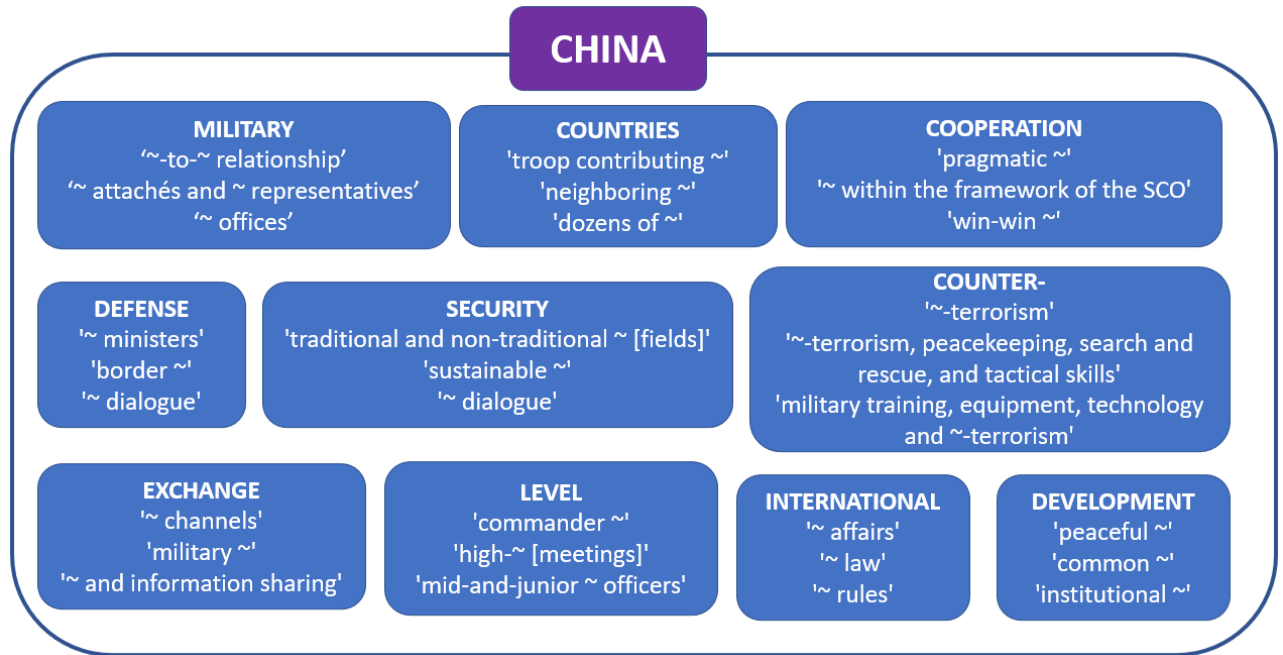 CHINA
MILITARY
‘~-to-~ relationship’
‘~ attachés and ~ representatives’
‘~ offices’
COUNTRIES
'troop contributing ~'
'neighboring ~'
'dozens of ~'
COOPERATION
'pragmatic ~'
'~ within the framework of the SCO'
'win-win ~'
DEFENSE
'~ ministers'
'border ~'
'~ dialogue'
SECURITY
'traditional and non-traditional ~ [fields]'
'sustainable ~'
'~ dialogue'
COUNTER-
'~-terrorism'
'~-terrorism, peacekeeping, search and
rescue, and tactical skills'
'military training, equipment, technology
and ~-terrorism'
EXCHANGE
'~ channels'
'military ~'
'~ and information sharing'
LEVEL
'commander ~'
'high-~ [meetings]'
'mid-and-junior ~ officers'
INTERNATIONAL
'~ affairs'
'~ law'
'~ rules'
DEVELOPMENT
'peaceful ~'
'common ~'
'institutional ~'